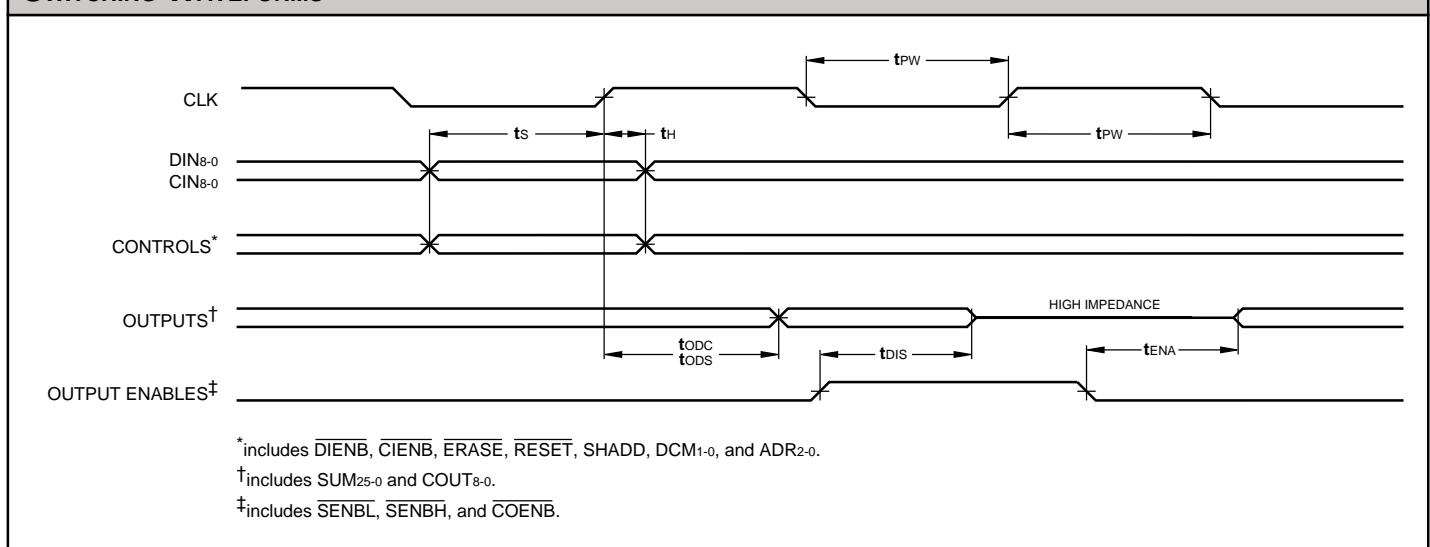 SWITCHING WAVEFORMS
tPW
CLK
tS
tH
tPW
DIN8-0
CIN8-0
CONTROLS*
OUTPUTS†
HIGH IMPEDANCE
tODC
tODS
tDIS
tENA
OUTPUT ENABLES‡
*includes DIENB, CIENB, ERASE, RESET, SHADD, DCM1-0, and ADR2-0.
†includes SUM25-0 and COUT8-0.
‡includes SENBL, SENBH, and COENB.